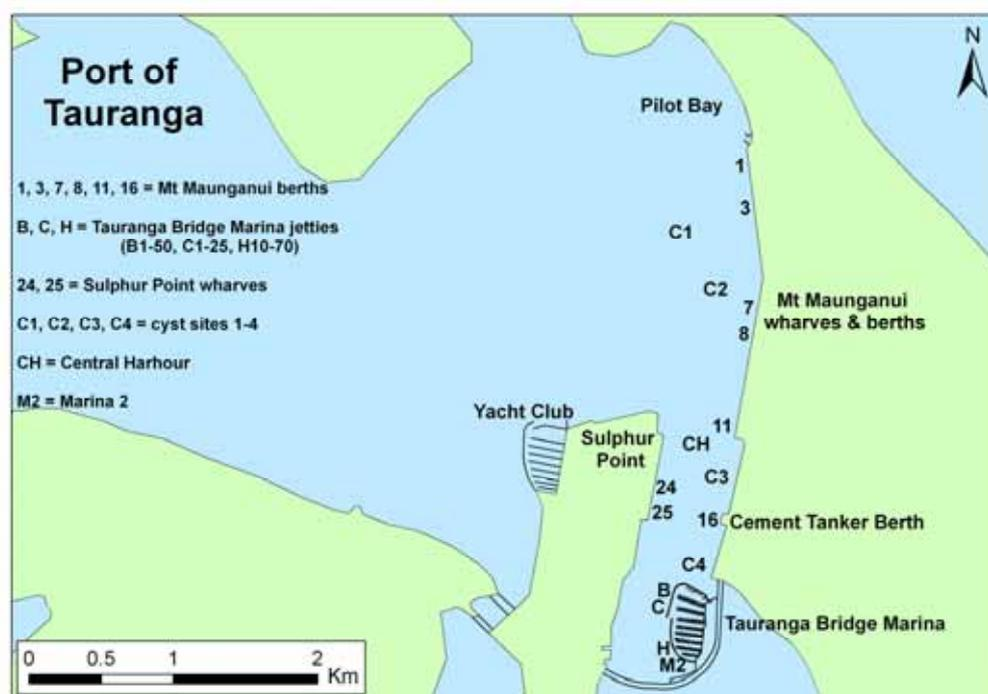 Port of
Tauranga
N
Pilot Bay
1, 3, 7, 8, 11, 16 = Mt Maunganui berths
B, C, H = Tauranga Bridge Marina jetties
(B1-50, C1-25, H10-70)
24, 25 = Sulphur Point wharves
C1, C2, C3, C4 = cyst sites 1-4
CH = Central Harhour
M2 = Marina 2
1
3
C1
C2
7
8
Mt Maunganui
wharves & berths
Yacht Club
Sulphur
Point
11
CH
C3
24
25
16
Cement Tanker Berth
C4
B
C
Tauranga Bridge Marina
H
M2
0 0.5 1 2
Km